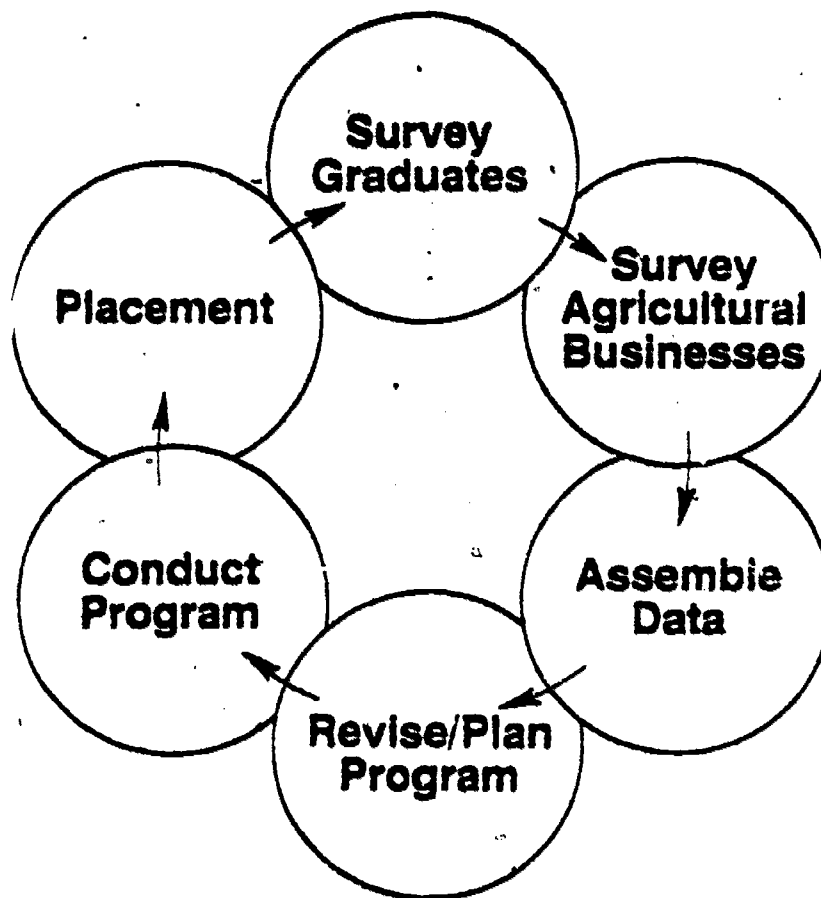 Survey
Graduates
Survey
Agricultural
Businesses
Assemble
Data
Revise/Plan
Program
Conduct
Program
Placement